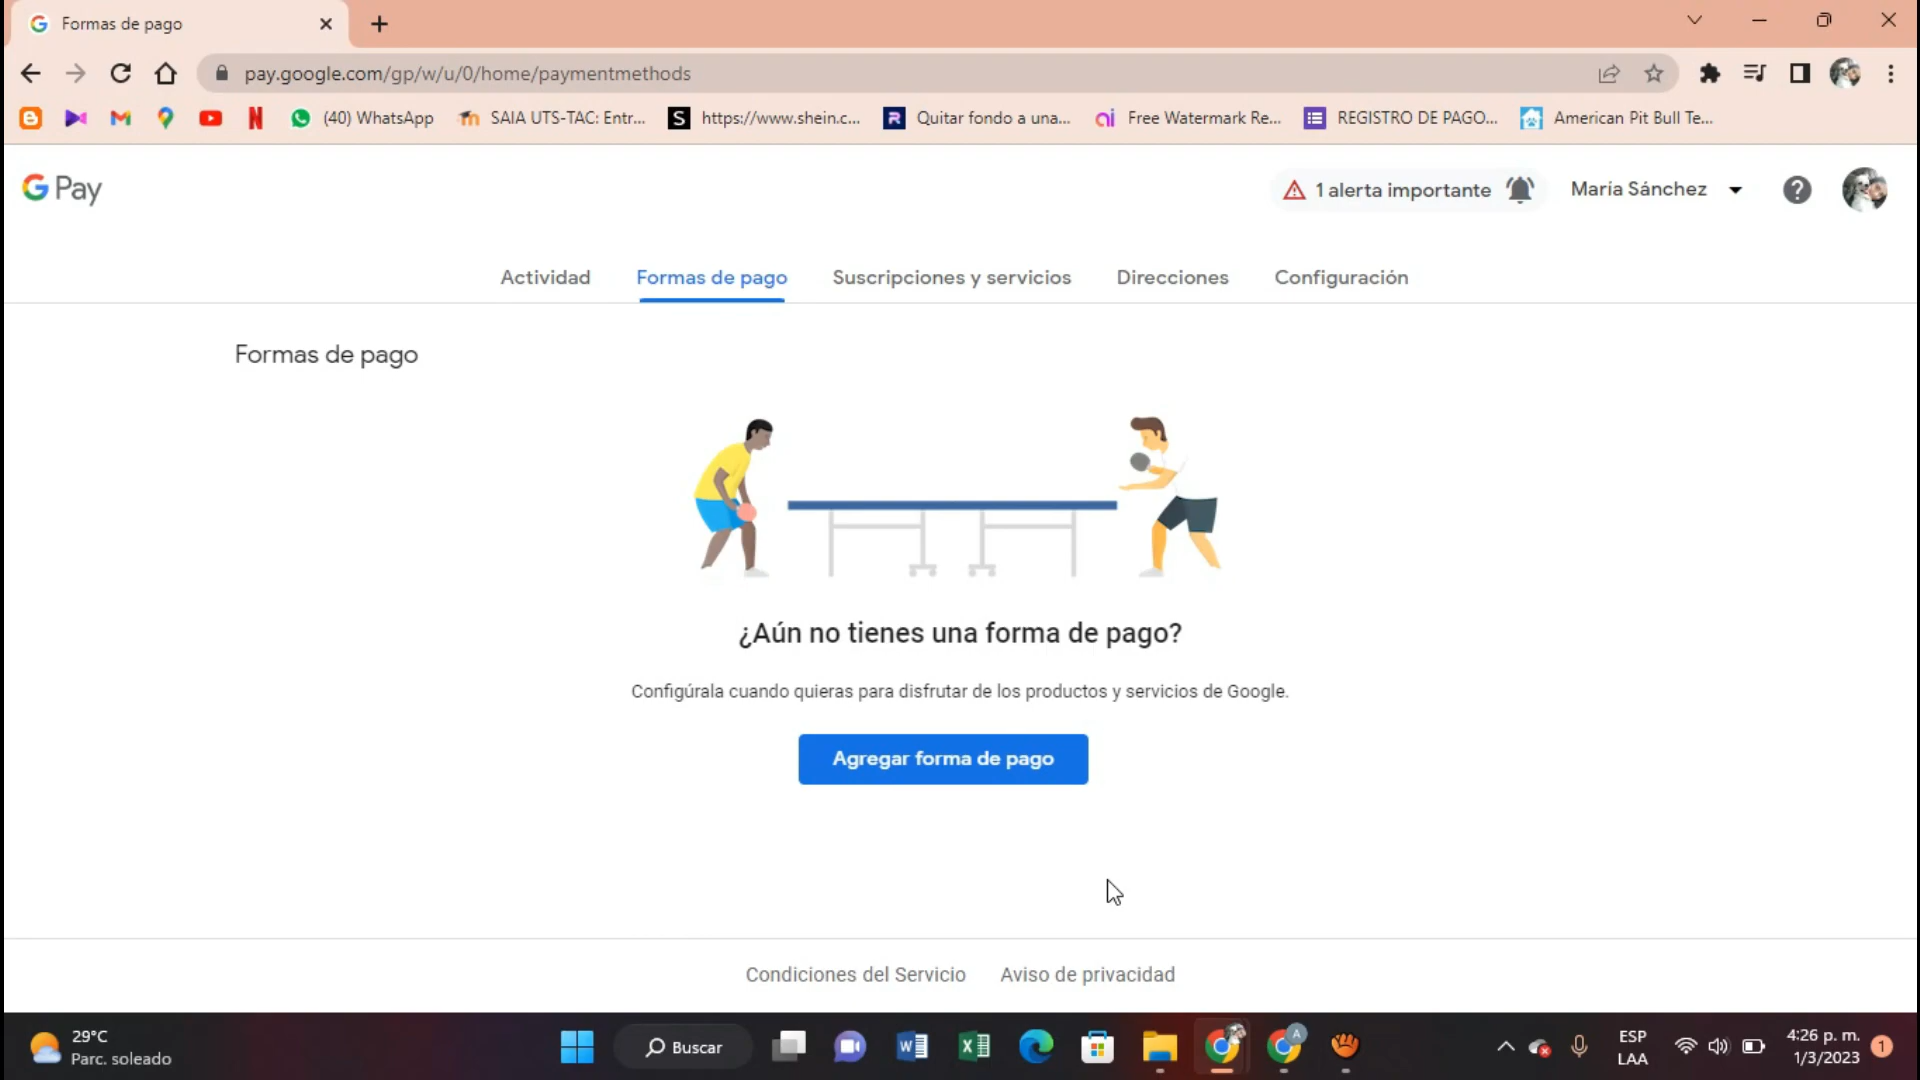 Formas de pago
pay.google.com/gp/w/u/0/home/paymentmethods
(40) WhatsApp
SAIA UTS-TAC: Entr...
S
https://www.shein.c...
R
Quitar fondo a una...
ai
Free Watermark Re...
REGISTRO DE PAGO...
American Pit Bull Te...
G Pay
1 alerta importante
María Sánchez
Actividad
Formas de pago
Suscripciones y servicios
Direcciones
Configuración
Formas de pago
¿Aún no tienes una forma de pago?
Configúrala cuando quieras para disfrutar de los productos y servicios de Google.
Agregar forma de pago
Condiciones del Servicio
Aviso de privacidad
29°C
Parc. soleado
Buscar
A
ESP
LAA
4:26 p. m.
1/3/2023
1